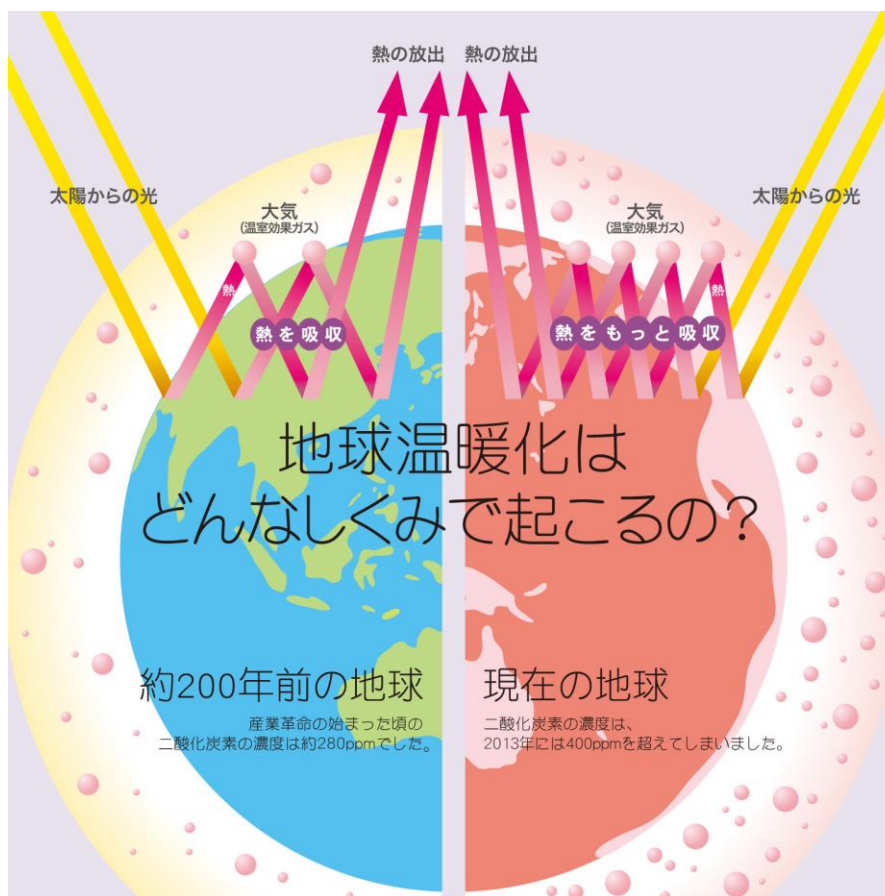 熱の放出
熱の放出
太陽からの光
大気
(温室効果ガス)
熱
熱を吸収
大気
(温室効果ガス)
太陽からの光
熱
熱をもっと吸収
地球温暖化は
どんなしくみで起こるの？
約200年前の地球
産業革命の始まった頃の
二酸化炭素の濃度は約280ppmでした。
現在の地球
二酸化炭素の濃度は、
2013年には400ppmを超えてしまいました。